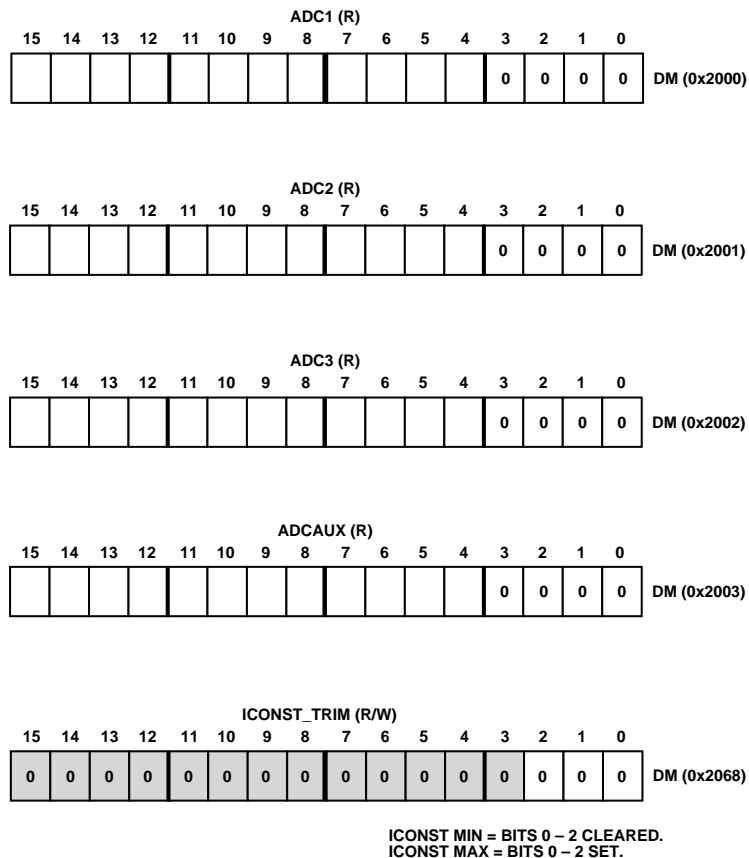 ADC1 (R)
15 14 13 12 11 10 9 8 7 6 5 4 3 2 1 0
0 0 0 0 DM (0x2000)
ADC2 (R)
15 14 13 12 11 10 9 8 7 6 5 4 3 2 1 0
0 0 0 0 DM (0x2001)
ADC3 (R)
15 14 13 12 11 10 9 8 7 6 5 4 3 2 1 0
0 0 0 0 DM (0x2002)
ADCAUX (R)
15 14 13 12 11 10 9 8 7 6 5 4 3 2 1 0
0 0 0 0 DM (0x2003)
ICONST_TRIM (R/W)
15 14 13 12 11 10 9 8 7 6 5 4 3 2 1 0
0 0 0 0 0 0 0 0 0 0 0 0 0 0 0 0 DM (0x2068)
ICONST MIN = BITS 0 – 2 CLEARED.
ICONST MAX = BITS 0 – 2 SET.